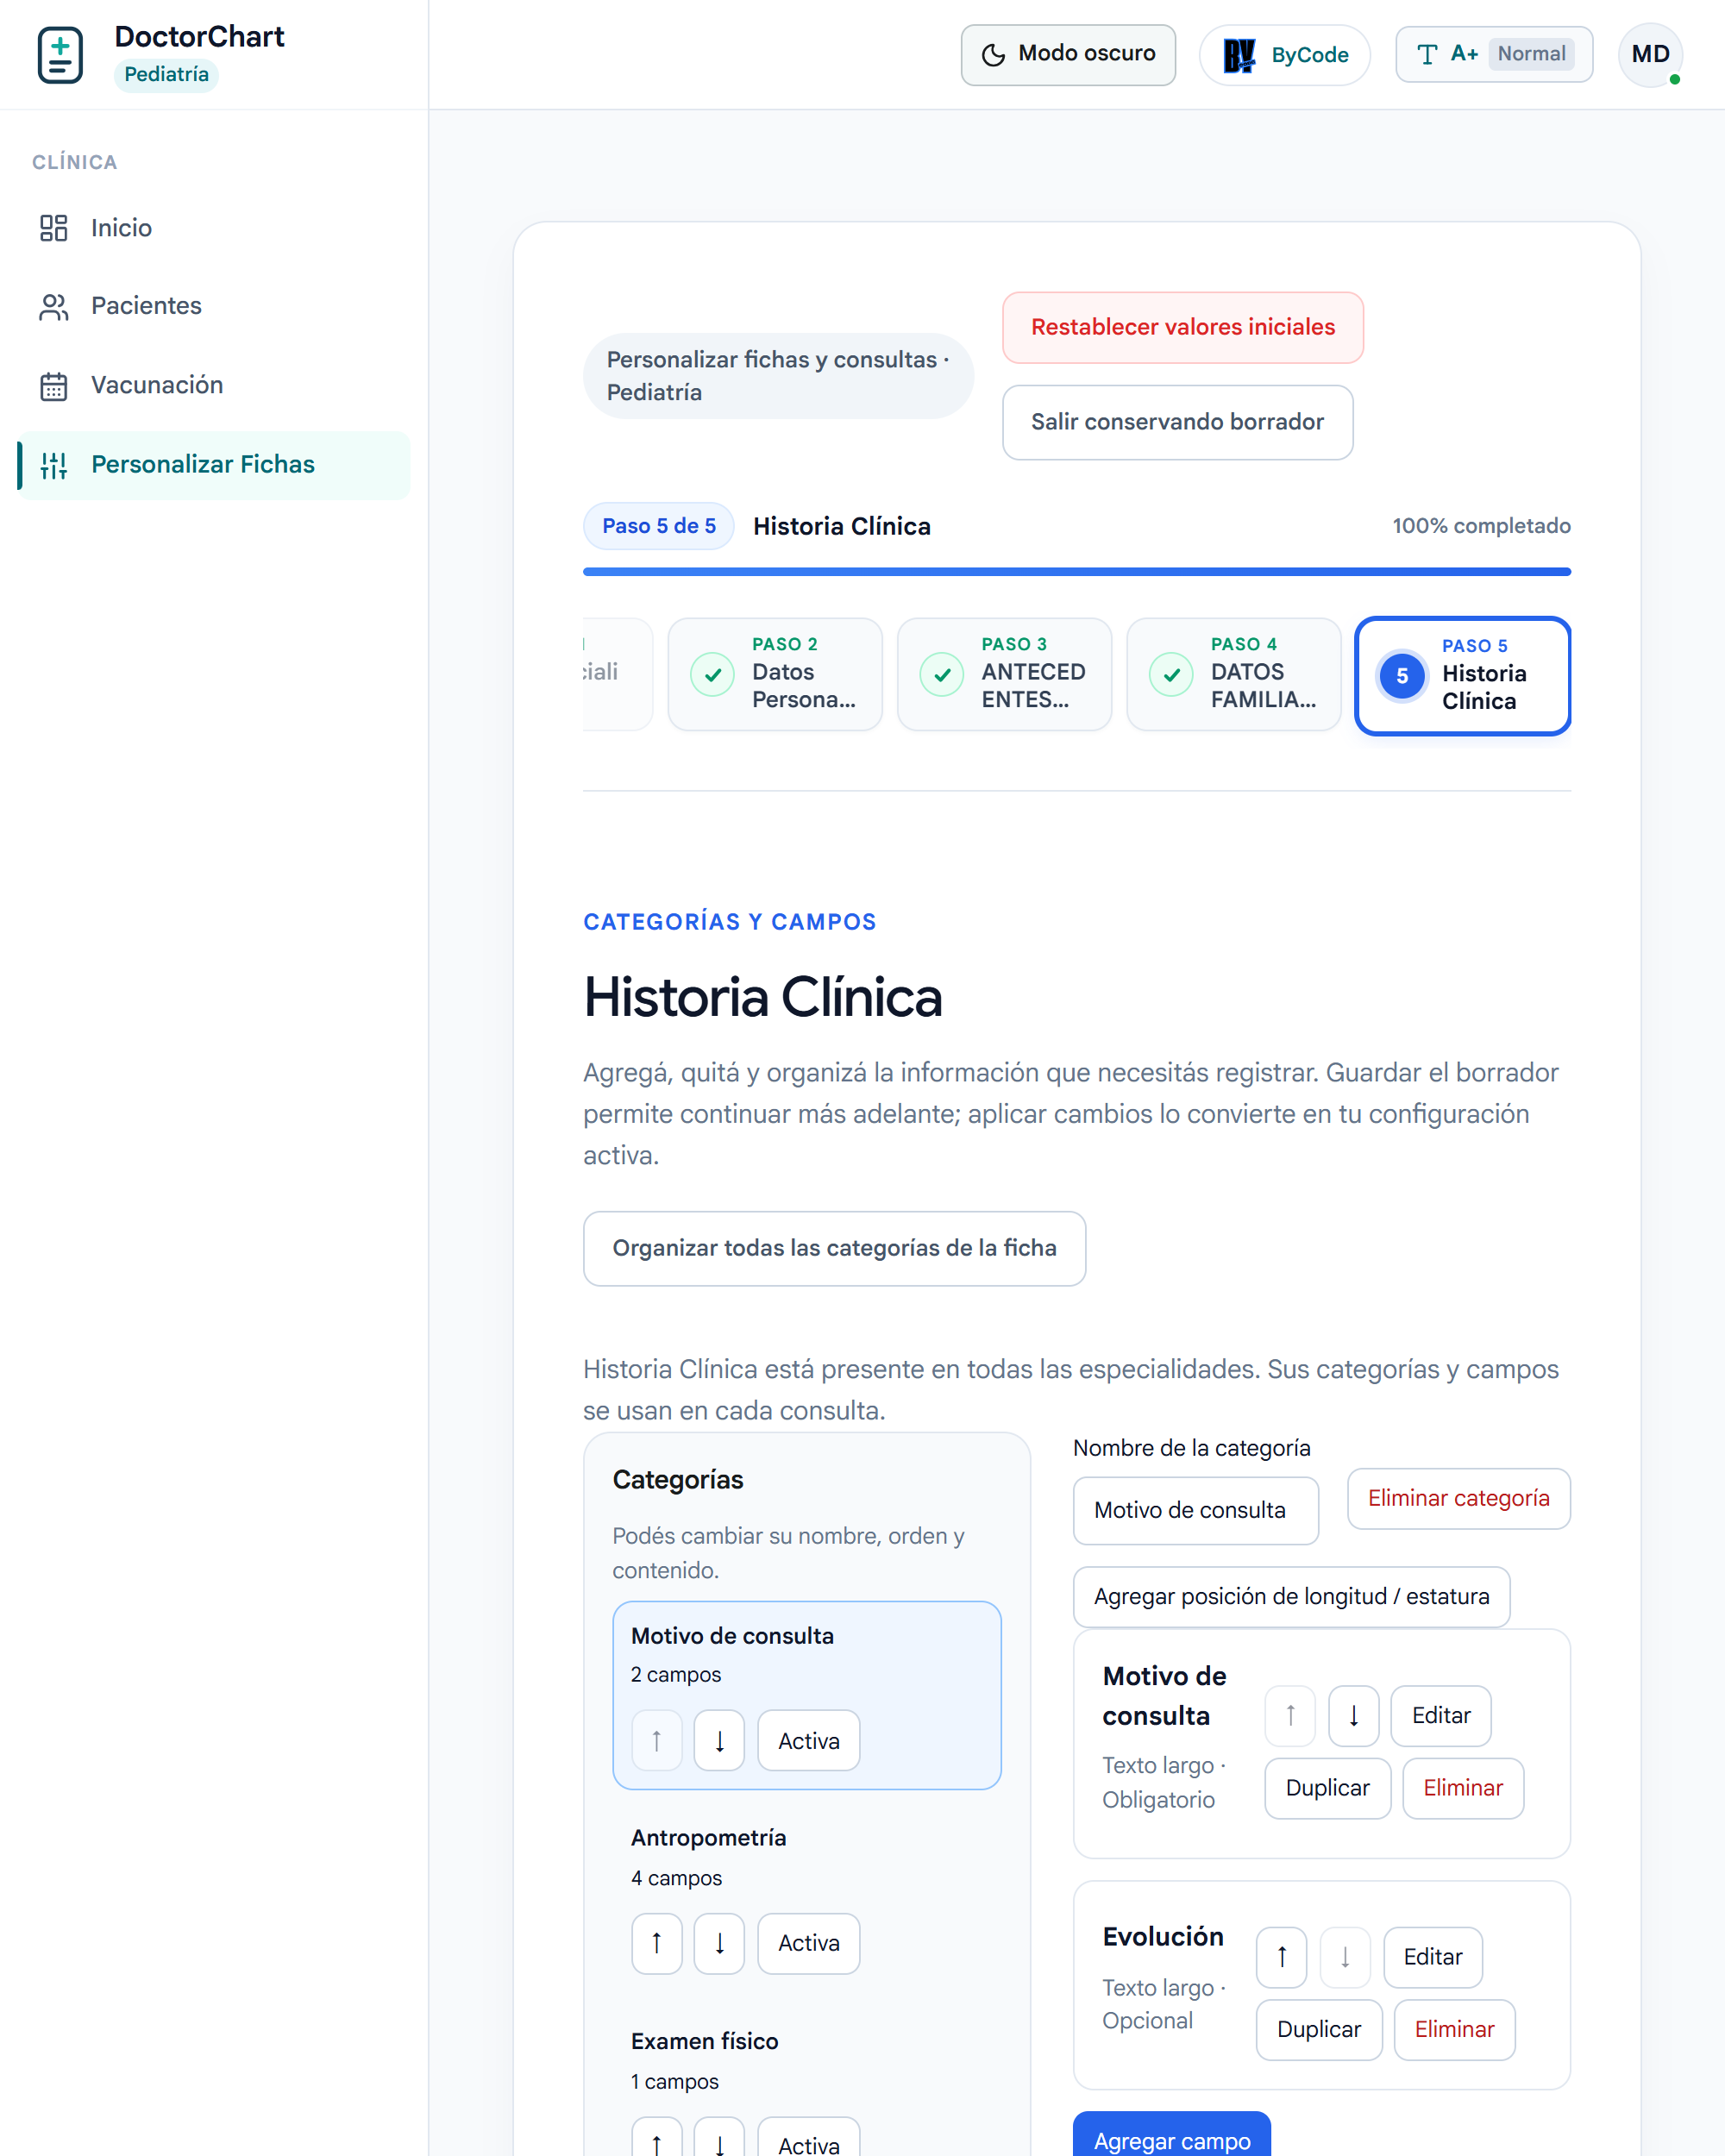 DoctorChart
Pediatría
Modo oscuro
BY ByCode
A+ Normal
MD
CLÍNICA
Inicio
Pacientes
Vacunación
Personalizar Fichas
Personalizar fichas y consultas ·
Pediatría
Restablecer valores iniciales
Salir conservando borrador
Paso 5 de 5
Historia Clínica
100% completado
PASO 2
Datos
Persona...
PASO 3
ANTECED
ENTES...
PASO 4
DATOS
FAMILIA...
5
PASO 5
Historia
Clínica
CATEGORÍAS Y CAMPOS
Historia Clínica
Agregá, quitá y organizá la información que necesitás registrar. Guardar el borrador
permite continuar más adelante; aplicar cambios lo convierte en tu configuración
activa.
Organizar todas las categorías de la ficha
Historia Clínica está presente en todas las especialidades. Sus categorías y campos
se usan en cada consulta.
Categorías
Podés cambiar su nombre, orden y
contenido.
Motivo de consulta
2 campos
↑ ↓ Activa
Antropometría
4 campos
↑ ↓ Activa
Examen físico
1 campos
↑ ↓ Activa
Nombre de la categoría
Motivo de consulta
Eliminar categoría
Agregar posición de longitud / estatura
Motivo de
consulta
Texto largo ·
Obligatorio
↑ ↓ Editar
Duplicar Eliminar
Evolución
Texto largo ·
Opcional
↑ ↓ Editar
Duplicar Eliminar
Agregar campo